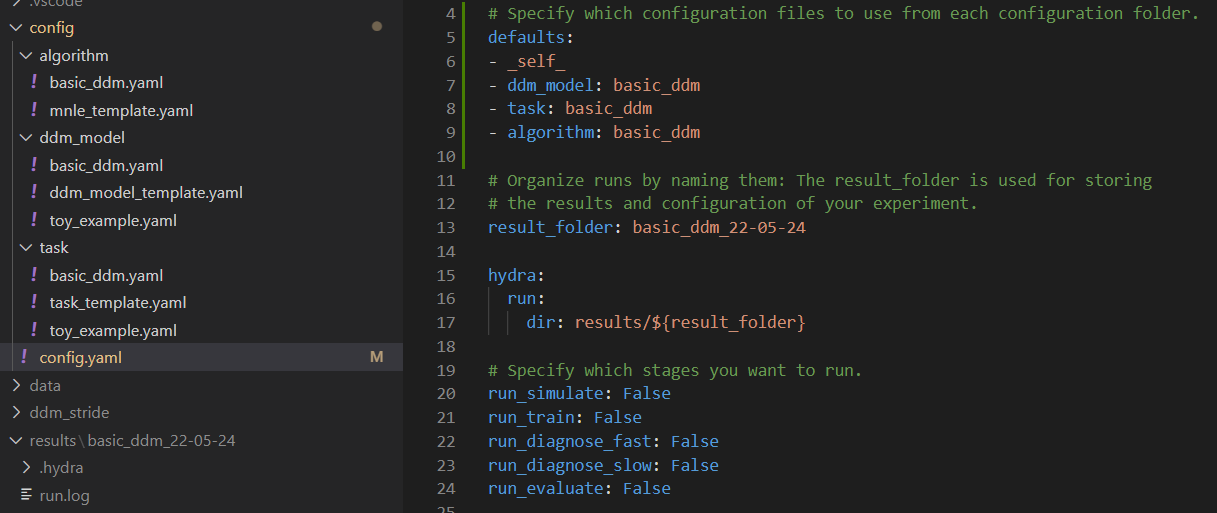 .vscode
config
algorithm
! basic_ddm.yaml
! mnle_template.yaml
ddm_model
! basic_ddm.yaml
! ddm_model_template.yaml
! toy_example.yaml
task
! basic_ddm.yaml
! task_template.yaml
! toy_example.yaml
! config.yaml M
data
ddm_stride
results\basic_ddm_22-05-24
.hydra
run.log
4 # Specify which configuration files to use from each configuration folder.
5 defaults:
6 - _self_
7 - ddm_model: basic_ddm
8 - task: basic_ddm
9 - algorithm: basic_ddm
10
11 # Organize runs by naming them: The result_folder is used for storing
12 # the results and configuration of your experiment.
13 result_folder: basic_ddm_22-05-24
14
15 hydra:
16 run:
17 dir: results/${result_folder}
18
19 # Specify which stages you want to run.
20 run_simulate: False
21 run_train: False
22 run_diagnose_fast: False
23 run_diagnose_slow: False
24 run_evaluate: False
25